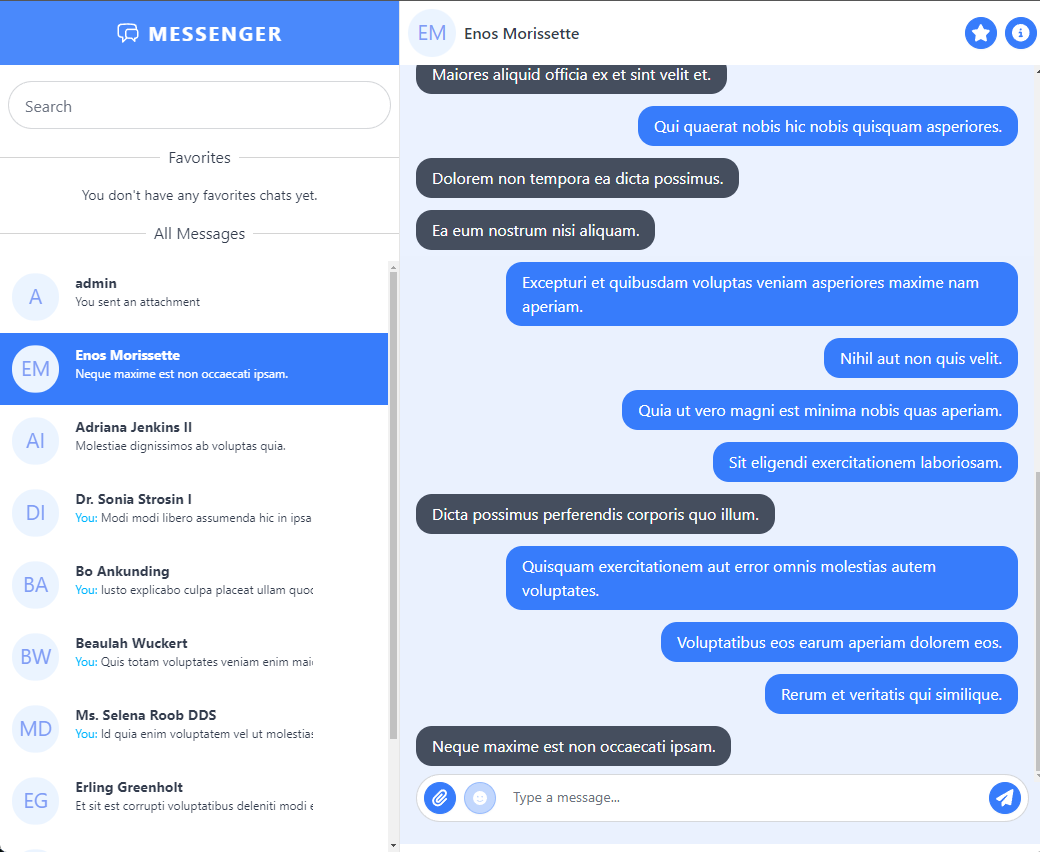 MESSENGER
Search
Favorites
You don't have any favorites chats yet.
All Messages
A
admin
You sent an attachment
EM
Enos Morissette
Neque maxime est non occaecati ipsam.
AI
Adriana Jenkins II
Molestiae dignissimos ab voluptas quia.
DI
Dr. Sonia Strosin I
You: Modi modi libero assumenda hic in ipsa
BA
Bo Ankunding
You: Iusto explicabo culpa placeat ullam quod
BW
Beaulah Wuckert
You: Quis totam voluptates veniam enim
MD
Ms. Selena Roob DDS
You: Id quia enim voluptatem vel ut molestias
EG
Erling Greenholt
Et sit est corrupti voluptatibus deleniti modi
EM
Enos Morissette
Maiores aliquid officia ex et sint velit et.
Qui quaerat nobis hic nobis quisquam asperiores.
Dolorem non tempora ea dicta possimus.
Ea eum nostrum nisi aliquam.
Excepturi et quibusdam voluptas veniam asperiores maxime nam
aperiam.
Nihil aut non quis velit.
Quia ut vero magni est minima nobis quas aperiam.
Sit eligendi exercitationem laboriosam.
Dicta possimus perferendis corporis quo illum.
Quisquam exercitationem aut error omnis molestias autem
voluptates.
Voluptatibus eos earum aperiam dolorem eos.
Rerum et veritatis qui similique.
Neque maxime est non occaecati ipsam.
Type a message...